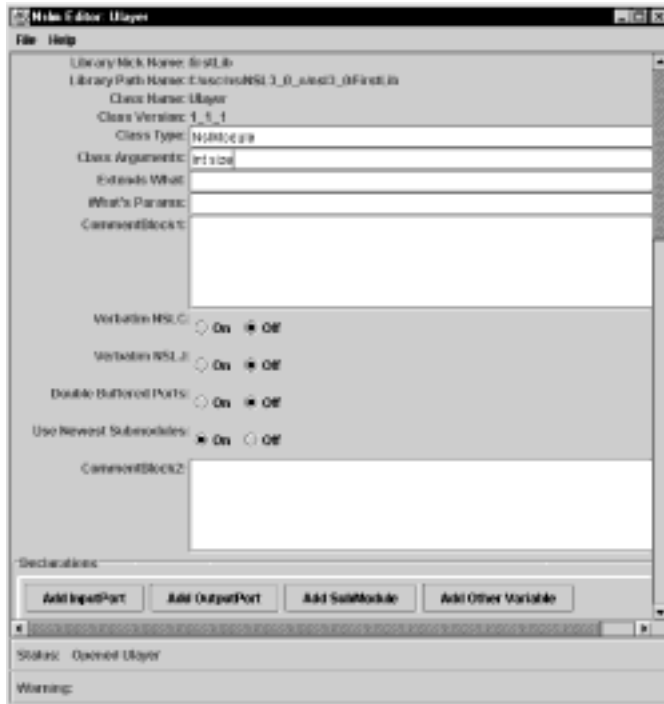 Nslm Editor: Ulayer
File Help
Library Nick Name: firstLib
Library Path Name:
Class Name: Ulayer
Class Version: 1_1_1
Class Type: NslModule
Class Arguments: int size
Extends What:
What's Params:
CommentBlock1:
Verbatim NSLC: On Off
Verbatim NSLJ: On Off
Double Buffered Ports: On Off
Use Newest Submodules: On Off
CommentBlock2:
Declarations
Add InputPort Add OutputPort Add SubModule Add Other Variable
Status: Opened Ulayer
Warning: